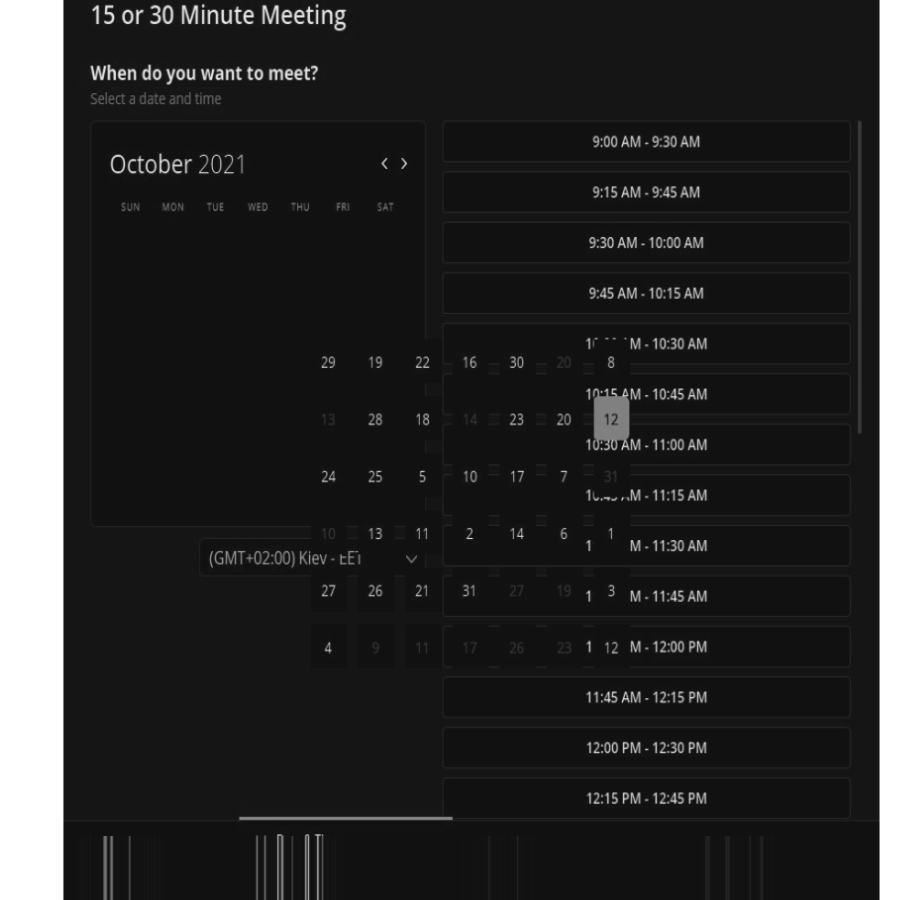 15 or 30 Minute Meeting
When do you want to meet?
Select a date and time
October 2021
SUN MON TUE WED THU FRI SAT
9:00 AM - 9:30 AM
9:15 AM - 9:45 AM
9:30 AM - 10:00 AM
9:45 AM - 10:15 AM
M - 10:30 AM
29 19 22 16 30 20 8
10:15 AM - 10:45 AM
13 28 18 14 23 20 12
10:30 AM - 11:00 AM
24 25 5 10 17 7 31
M - 11:15 AM
10 13 11 2 14 6 1
M - 11:30 AM
(GMT+02:00) Kiev - EET
27 26 21 31 27 19 3
M - 11:45 AM
4 9 11 17 26 23 12
M - 12:00 PM
11:45 AM - 12:15 PM
12:00 PM - 12:30 PM
12:15 PM - 12:45 PM